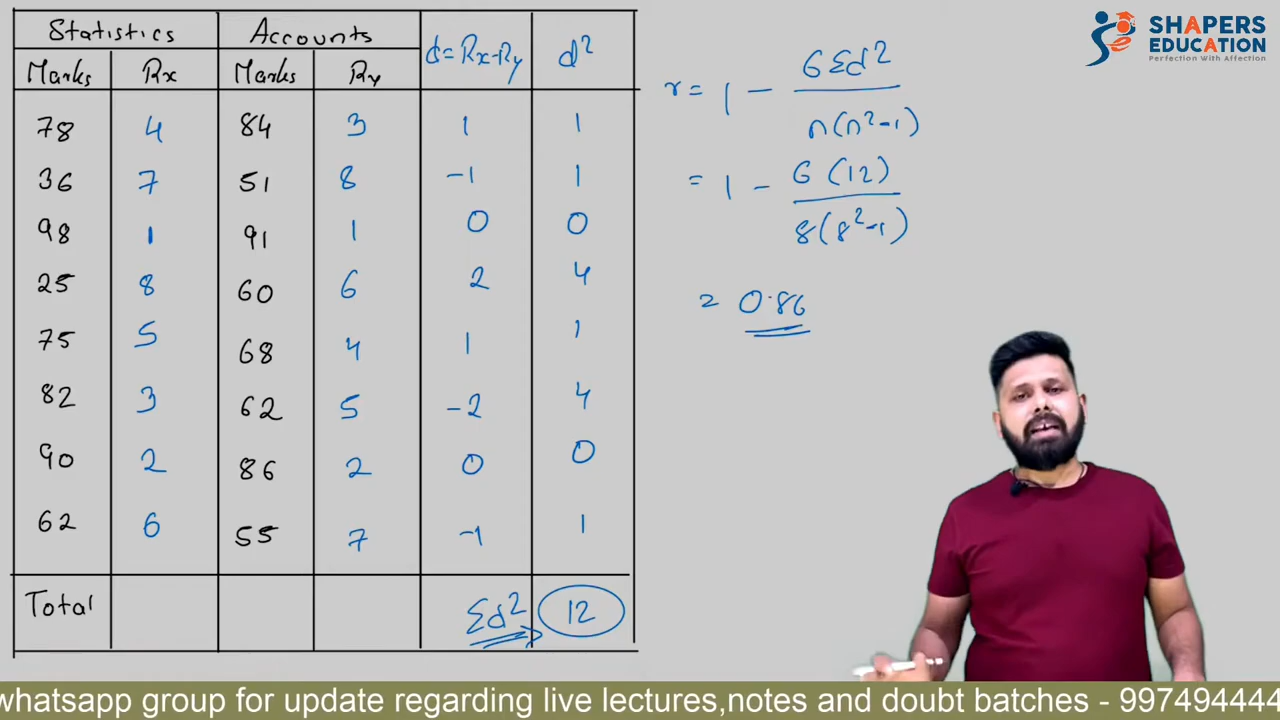 Statistics Accounts d=Rx-Ry d²
Marks Rx Marks Ry
78 4 84 3 1 1
36 7 51 8 -1 1
98 1 91 1 0 0
25 8 60 6 2 4
75 5 68 4 1 1
82 3 62 5 -2 4
90 2 86 2 0 0
62 6 55 7 -1 1
Total Σd² 12
r = 1 - 6Σd² / n(n²-1)
= 1 - 6(12) / 8(8²-1)
= 0.86
SHAPERS
EDUCATION
Perfection With Affection
whatsapp group for update regarding live lectures,notes and doubt batches - 997494444